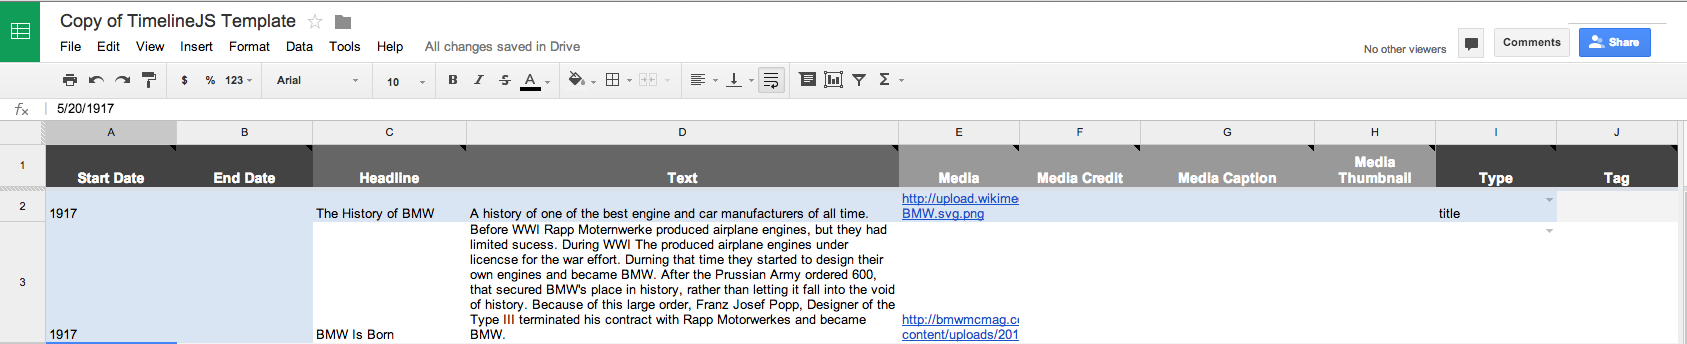 Copy of TimelineJS Template
File Edit View Insert Format Data Tools Help All changes saved in Drive
No other viewers
Comments
Share
$ % 123
Arial
10
B I S A
Σ
fx 5/20/1917
A B C D E F G H I J
1 Start Date End Date Headline Text Media Media Credit Media Caption Media Thumbnail Type Tag
2 1917 The History of BMW A history of one of the best engine and car manufacturers of all time.
http://upload.wikime
BMW.svg.png
title
3 1917 BMW Is Born
Before WWI Rapp Moternwerke produced airplane engines, but they had
limited sucess. During WWI The produced airplane engines under
licencse for the war effort. Durning that time they started to design their
own engines and became BMW. After the Prussian Army ordered 600,
that secured BMW's place in history, rather than letting it fall into the void
of history. Because of this large order, Franz Josef Popp, Designer of the
Type III terminated his contract with Rapp Motorwerkes and became
BMW.
http://bmwmcmag.c
content/uploads/201